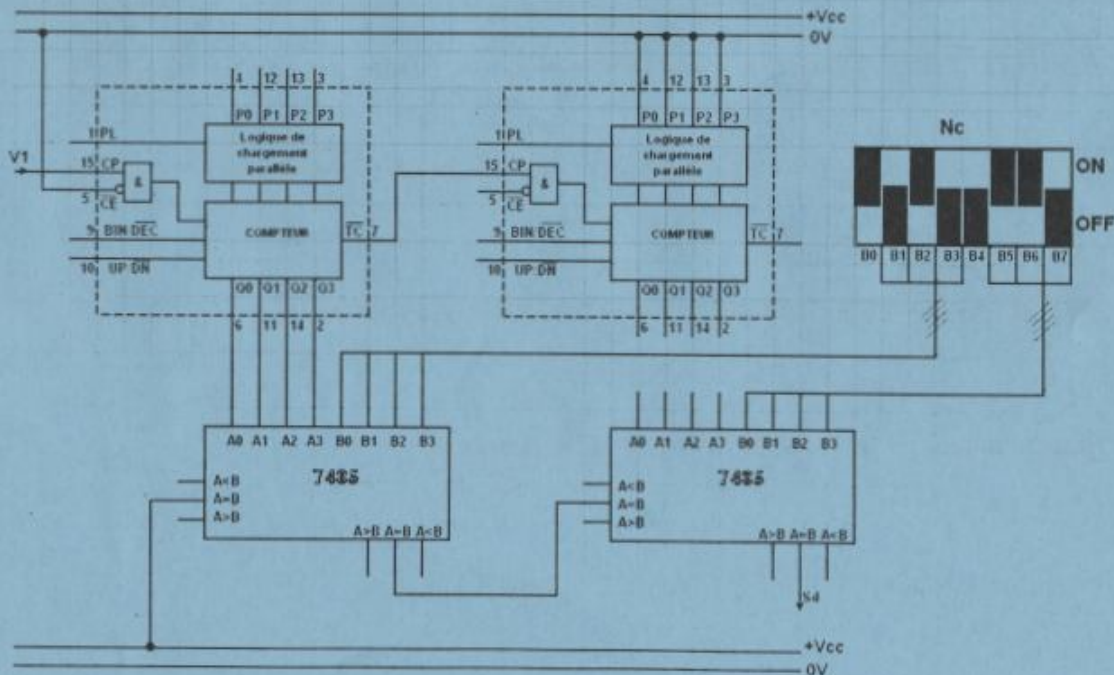 +Vcc
0V
4 12 13 3
4 12 13 3
P0 P1 P2 P3
P0 P1 P2 P3
Nc
1 PL
Logique de
chargement
parallèle
1 PL
Logique de
chargement
parallèle
ON
V1
15 CP
&
15 CP
&
5 CE
5 CE
OFF
9 BIN/DEC
COMPTEUR
TC 7
9 BIN/DEC
COMPTEUR
TC 7
B0 B1 B2 B3 B4 B5 B6 B7
10 UP/DN
10 UP/DN
Q0 Q1 Q2 Q3
Q0 Q1 Q2 Q3
6 11 14 2
6 11 14 2
A0 A1 A2 A3 B0 B1 B2 B3
A0 A1 A2 A3 B0 B1 B2 B3
A<B
A=B
A>B
A<B
A=B
A>B
A>B A=B A<B
A>B A=B A<B
+Vcc
0V